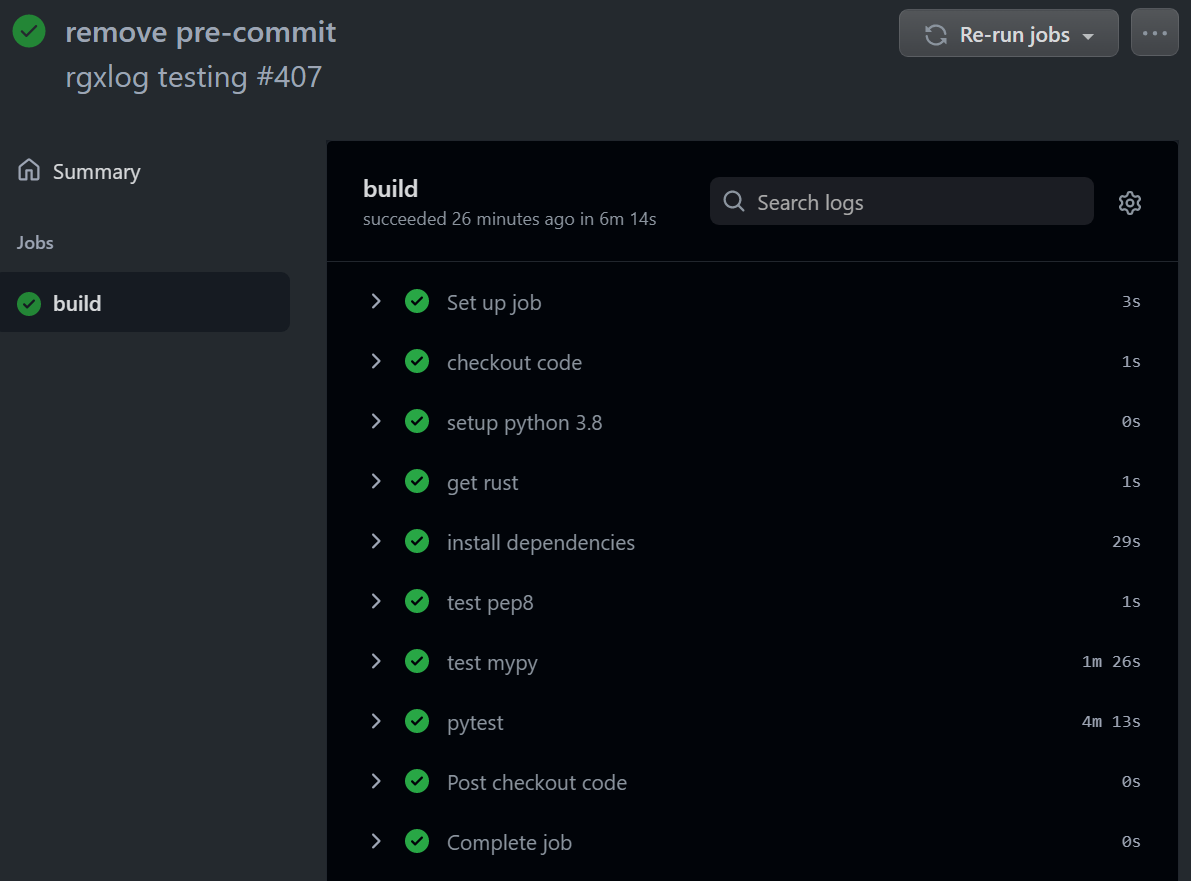 remove pre-commit
rgxlog testing #407
Re-run jobs
Summary
Jobs
build
build
succeeded 26 minutes ago in 6m 14s
Search logs
Set up job 3s
checkout code 1s
setup python 3.8 0s
get rust 1s
install dependencies 29s
test pep8 1s
test mypy 1m 26s
pytest 4m 13s
Post checkout code 0s
Complete job 0s